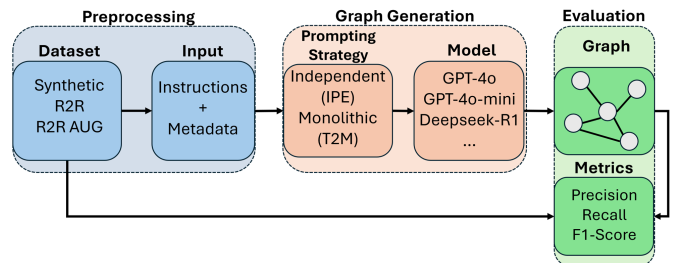 Preprocessing
Dataset
Synthetic
R2R
R2R AUG
Input
Instructions
+
Metadata
Graph Generation
Prompting
Strategy
Independent
(IPE)
Monolithic
(T2M)
Model
GPT-4o
GPT-4o-mini
Deepseek-R1
...
Evaluation
Graph
Metrics
Precision
Recall
F1-Score